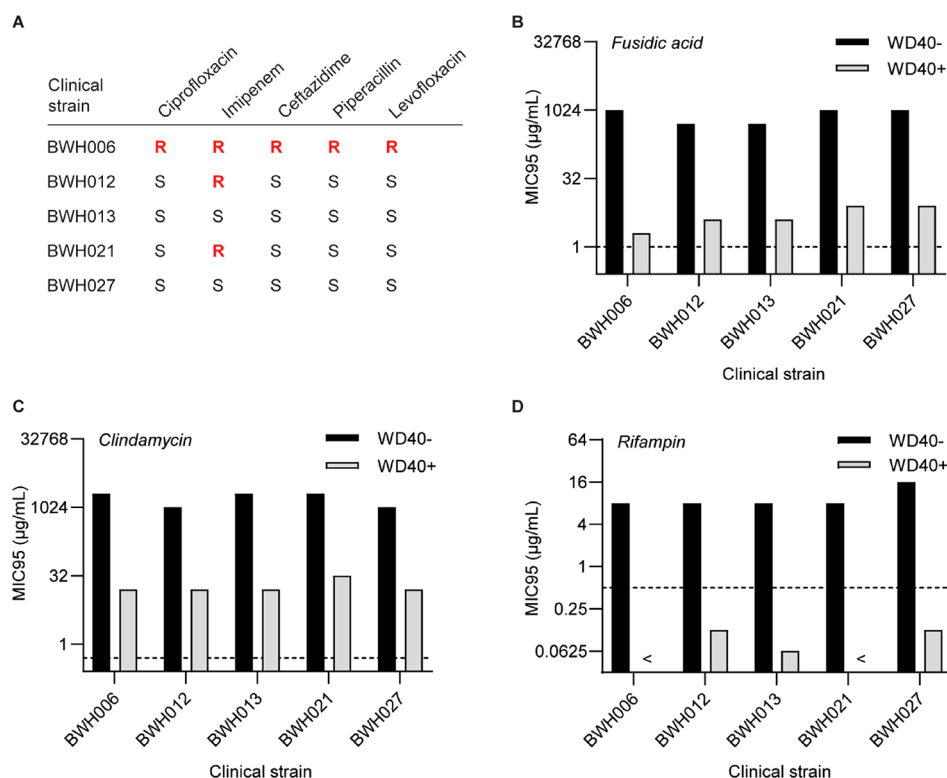 A
Clinical
strain
Ciprofloxacin
Imipenem
Ceftazidime
Piperacillin
Levofloxacin
BWH006 R R R R R
BWH012 S R S S S
BWH013 S S S S S
BWH021 S R S S S
BWH027 S S S S S
B
Fusidic acid
WD40-
WD40+
MIC95 (µg/mL)
32768
1024
32
1
BWH006
BWH012
BWH013
BWH021
BWH027
Clinical strain
C
Clindamycin
WD40-
WD40+
MIC95 (µg/mL)
32768
1024
32
1
BWH006
BWH012
BWH013
BWH021
BWH027
Clinical strain
D
Rifampin
WD40-
WD40+
MIC95 (µg/mL)
64
16
4
1
0.25
0.0625
< <
BWH006
BWH012
BWH013
BWH021
BWH027
Clinical strain